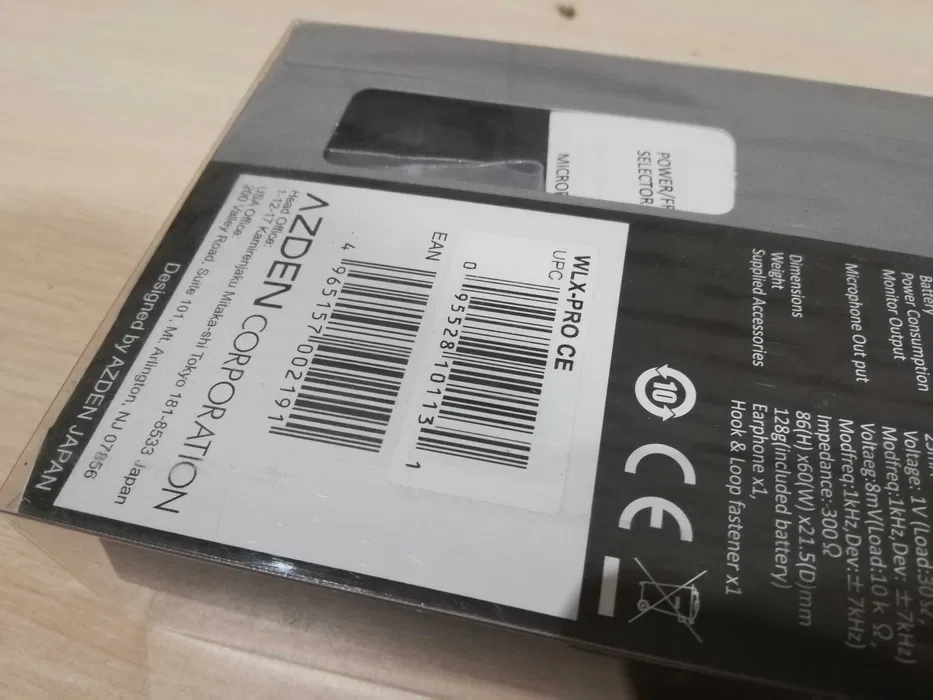 POWER/
SELECTOR
Battery
Power Consumption
Monitor Output
Voltage:1V (Load:30Ω,
Modfreq:1kHz,Dev: ±7kHz)
Microphone Out put
Voltaeg:8mV(Load:10k Ω,
Modfreq:1kHz,Dev:±7kHz)
Impedance:300Ω
Dimensions 86(H)x60(W)x21.5(D)mm
Weight 128g(included battery)
Supplied Accessories Earphone x1,
Hook & Loop fastener x1
10
CE
WLX-PRO CE
UPC
0 95528 10113 1
EAN
4 965157 002191
AZDEN CORPORATION
Head Office:
1-12-17 Kamirenjaku Mitaka-shi Tokyo 181-8533 Japan
USA Office:
200 Valley Road, Suite 101, Mt. Arlington, NJ 07856
Designed by AZDEN JAPAN